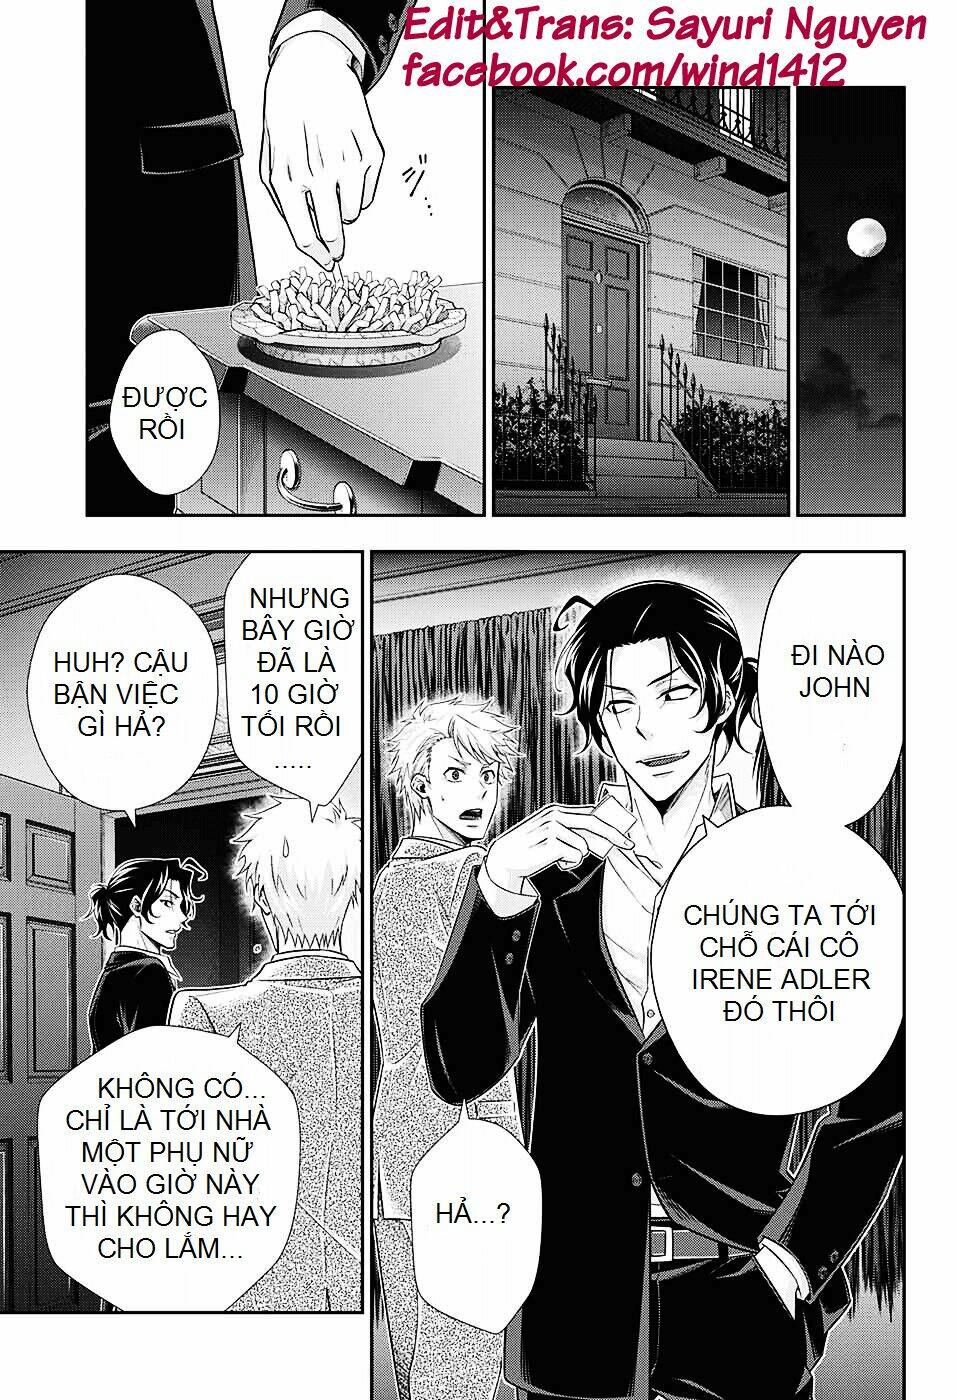 Edit&Trans: Sayuri Nguyen
facebook.com/wind1412
ĐƯỢC
RỒI
ĐI NÀO
JOHN
CHÚNG TA TỚI
CHỖ CÁI CÔ
IRENE ADLER
ĐÓ THÔI
HẢ...?
NHƯNG
BÂY GIỜ
ĐÃ LÀ
10 GIỜ
TỐI RỒI
.....
HUH? CẬU
BẬN VIỆC
GÌ HẢ?
KHÔNG CÓ...
CHỈ LÀ TỚI NHÀ
MỘT PHỤ NỮ
VÀO GIỜ NÀY
THÌ KHÔNG HAY
CHO LẮM...